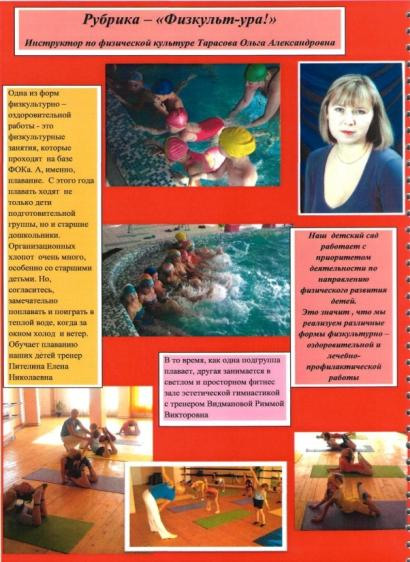 Рубрика – «Физкульт-ура!»
Инструктор по физической культуре Тарасова Ольга Александровна
Одна из форм
физкультурно –
оздоровительной
работы - это
физкультурные
занятия, которые
проходят на базе
ФОКа. А, именно,
плавание. С этого года
плавать ходят не
только дети
подготовительной
группы, но и старшие
дошкольники.
Организационных
хлопот очень много,
особенно со старшими
детьми. Но,
согласитесь,
замечательно
поплавать и поиграть в
теплой воде, когда за
окном холод и ветер.
Обучает плаванию
наших детей тренер
Пителина Елена
Николаевна
Наш детский сад
работает с
приоритетом
деятельности по
направлению
физического развития
детей.
Это значит , что мы
реализуем различные
формы физкультурно –
оздоровительной и
лечебно-
профилактической
работы
В то время, как одна подгруппа
плавает, другая занимается в
светлом и просторном фитнес
зале эстетической гимнастикой
с тренером Видмановой Риммой
Викторовна